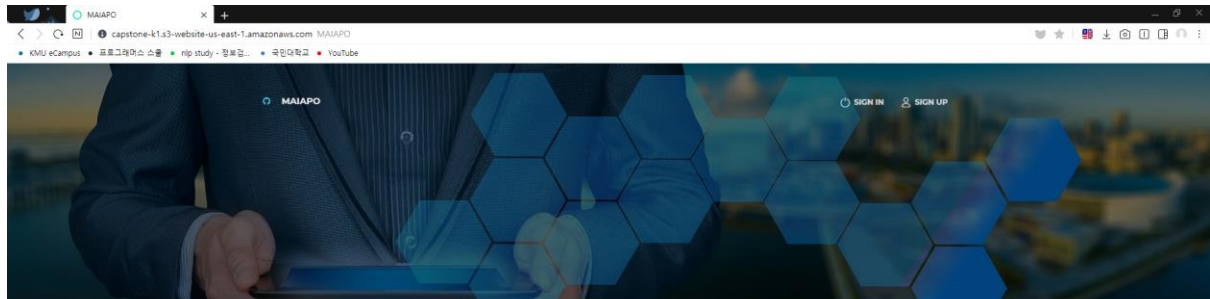 MAIAPO
capstone-k1.s3-website-us-east-1.amazonaws.com MAIAPO
KMU eCampus 프로그래머스 스쿨 nlp study - 정보검... 국민대학교 YouTube
MAIAPO SIGN IN SIGN UP